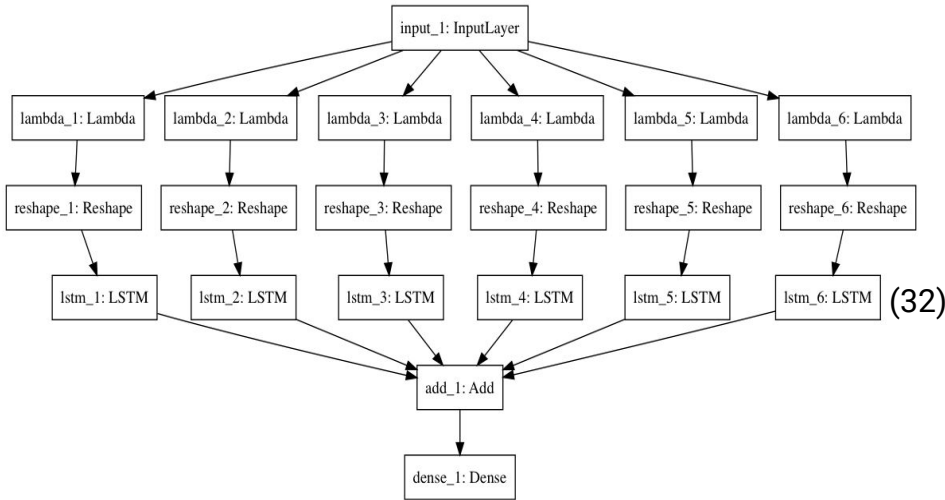 input_1: InputLayer
lambda_1: Lambda
lambda_2: Lambda
lambda_3: Lambda
lambda_4: Lambda
lambda_5: Lambda
lambda_6: Lambda
reshape_1: Reshape
reshape_2: Reshape
reshape_3: Reshape
reshape_4: Reshape
reshape_5: Reshape
reshape_6: Reshape
lstm_1: LSTM
lstm_2: LSTM
lstm_3: LSTM
lstm_4: LSTM
lstm_5: LSTM
lstm_6: LSTM
(32)
add_1: Add
dense_1: Dense